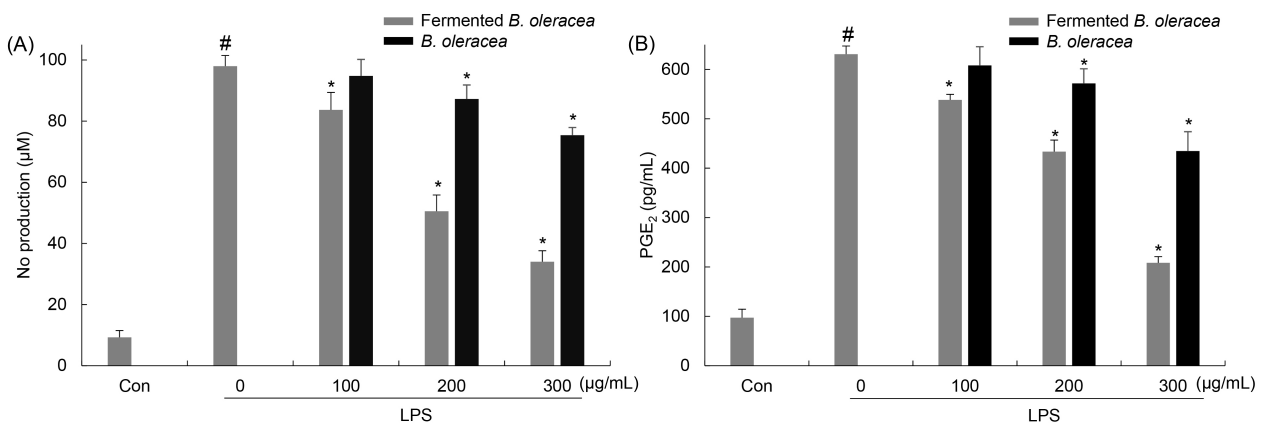 (A)
Fermented B. oleracea
B. oleracea
No production (μM)
100
80
60
40
20
0
#
*
*
*
*
*
Con
0
100
200
300
(μg/mL)
LPS
(B)
Fermented B. oleracea
B. oleracea
PGE2 (pg/mL)
600
500
400
300
200
100
0
#
*
*
*
*
*
Con
0
100
200
300
(μg/mL)
LPS